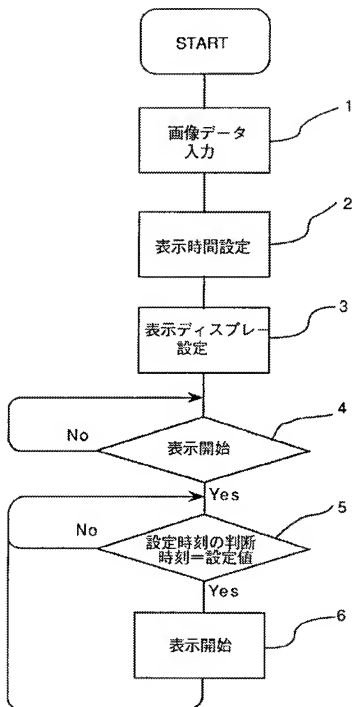 START
1
画像データ
入力
2
表示時間設定
3
表示ディスプレー
設定
4
No
表示開始
Yes
5
No
設定時刻の判断
時刻＝設定値
Yes
6
表示開始